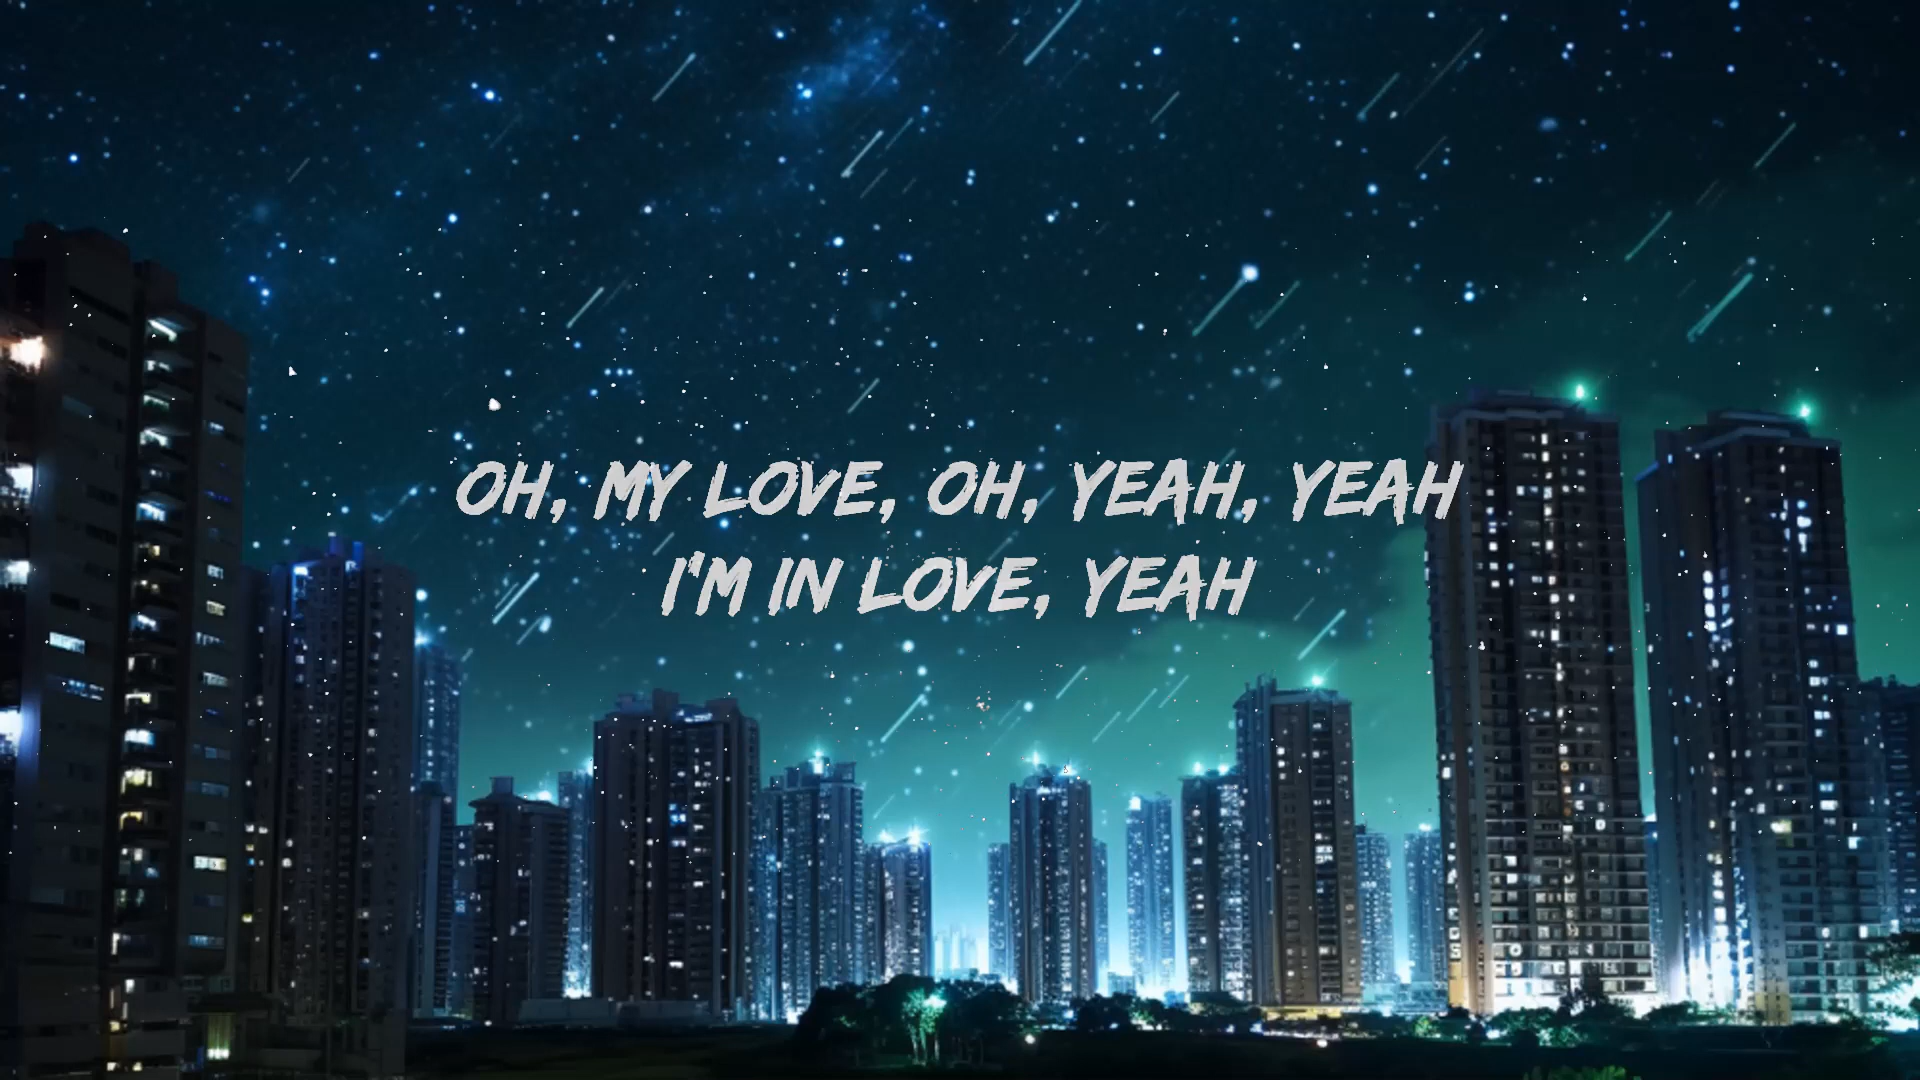 OH, MY LOVE, OH, YEAH, YEAH
I'M IN LOVE, YEAH